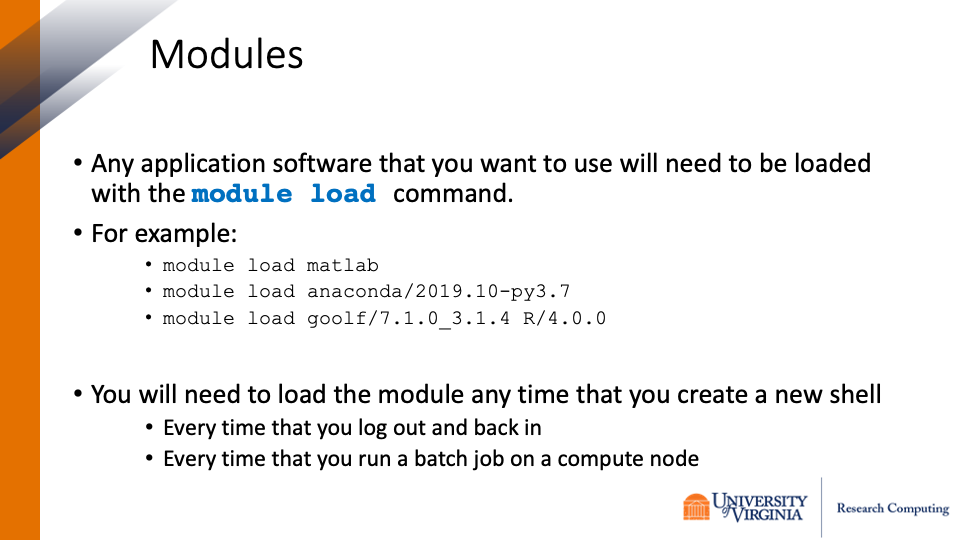 Modules
• Any application software that you want to use will need to be loaded
with the module load command.
• For example:
• module load matlab
• module load anaconda/2019.10-py3.7
• module load goolf/7.1.0_3.1.4 R/4.0.0
• You will need to load the module any time that you create a new shell
• Every time that you log out and back in
• Every time that you run a batch job on a compute node
UNIVERSITY
of VIRGINIA
Research Computing